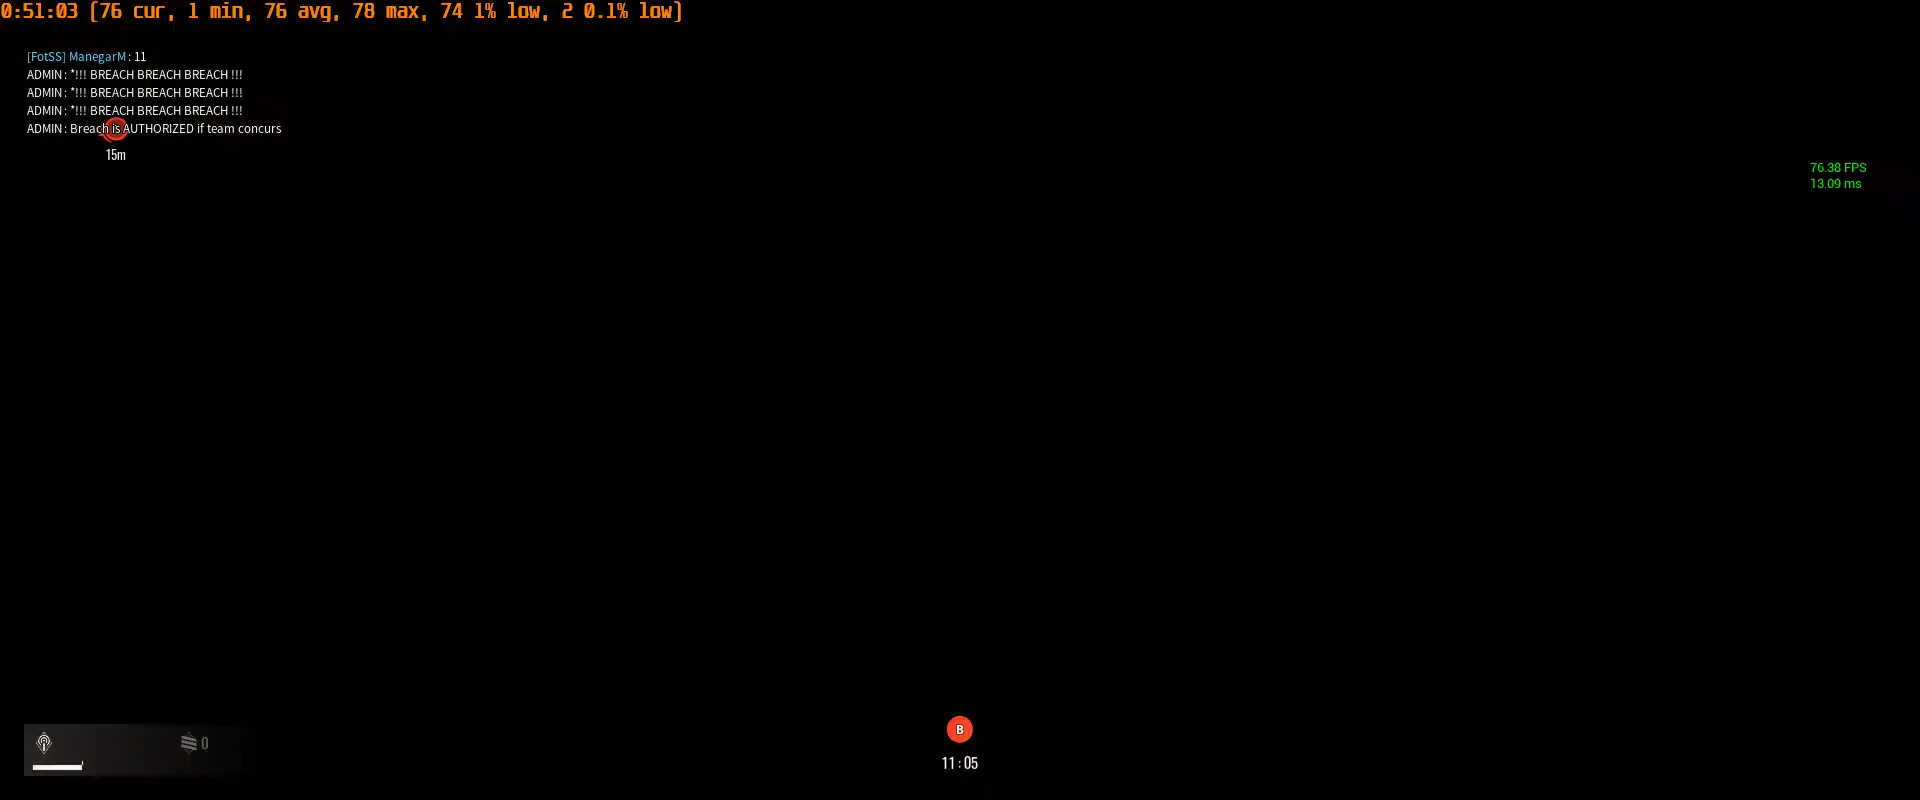 0:51:03 [76 cur, 1 min, 76 avg, 78 max, 74 1% low, 2 0.1% low]
[FotSS] ManegarM : 11
ADMIN : *!!! BREACH BREACH BREACH !!!
ADMIN : *!!! BREACH BREACH BREACH !!!
ADMIN : *!!! BREACH BREACH BREACH !!!
ADMIN : Breach is AUTHORIZED if team concurs
15m
76.38 FPS
13.09 ms
0
B
11:05